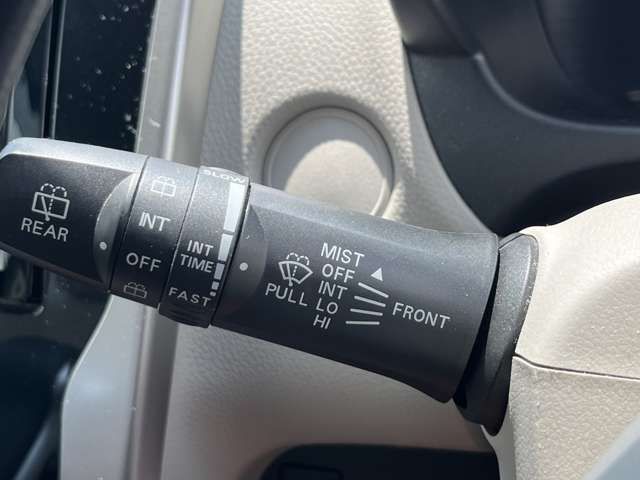 REAR
INT
OFF
SLOW
INT
TIME
FAST
PULL
MIST
OFF
INT
LO
HI
FRONT